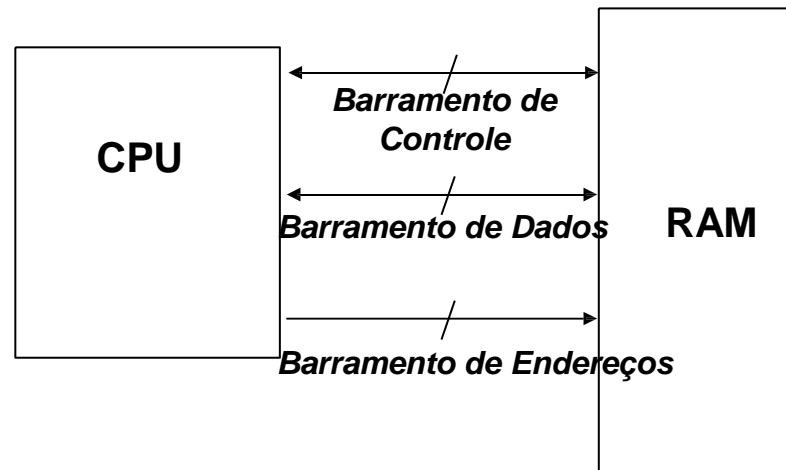 CPU
Barramento de
Controle
Barramento de Dados
RAM
Barramento de Endereços